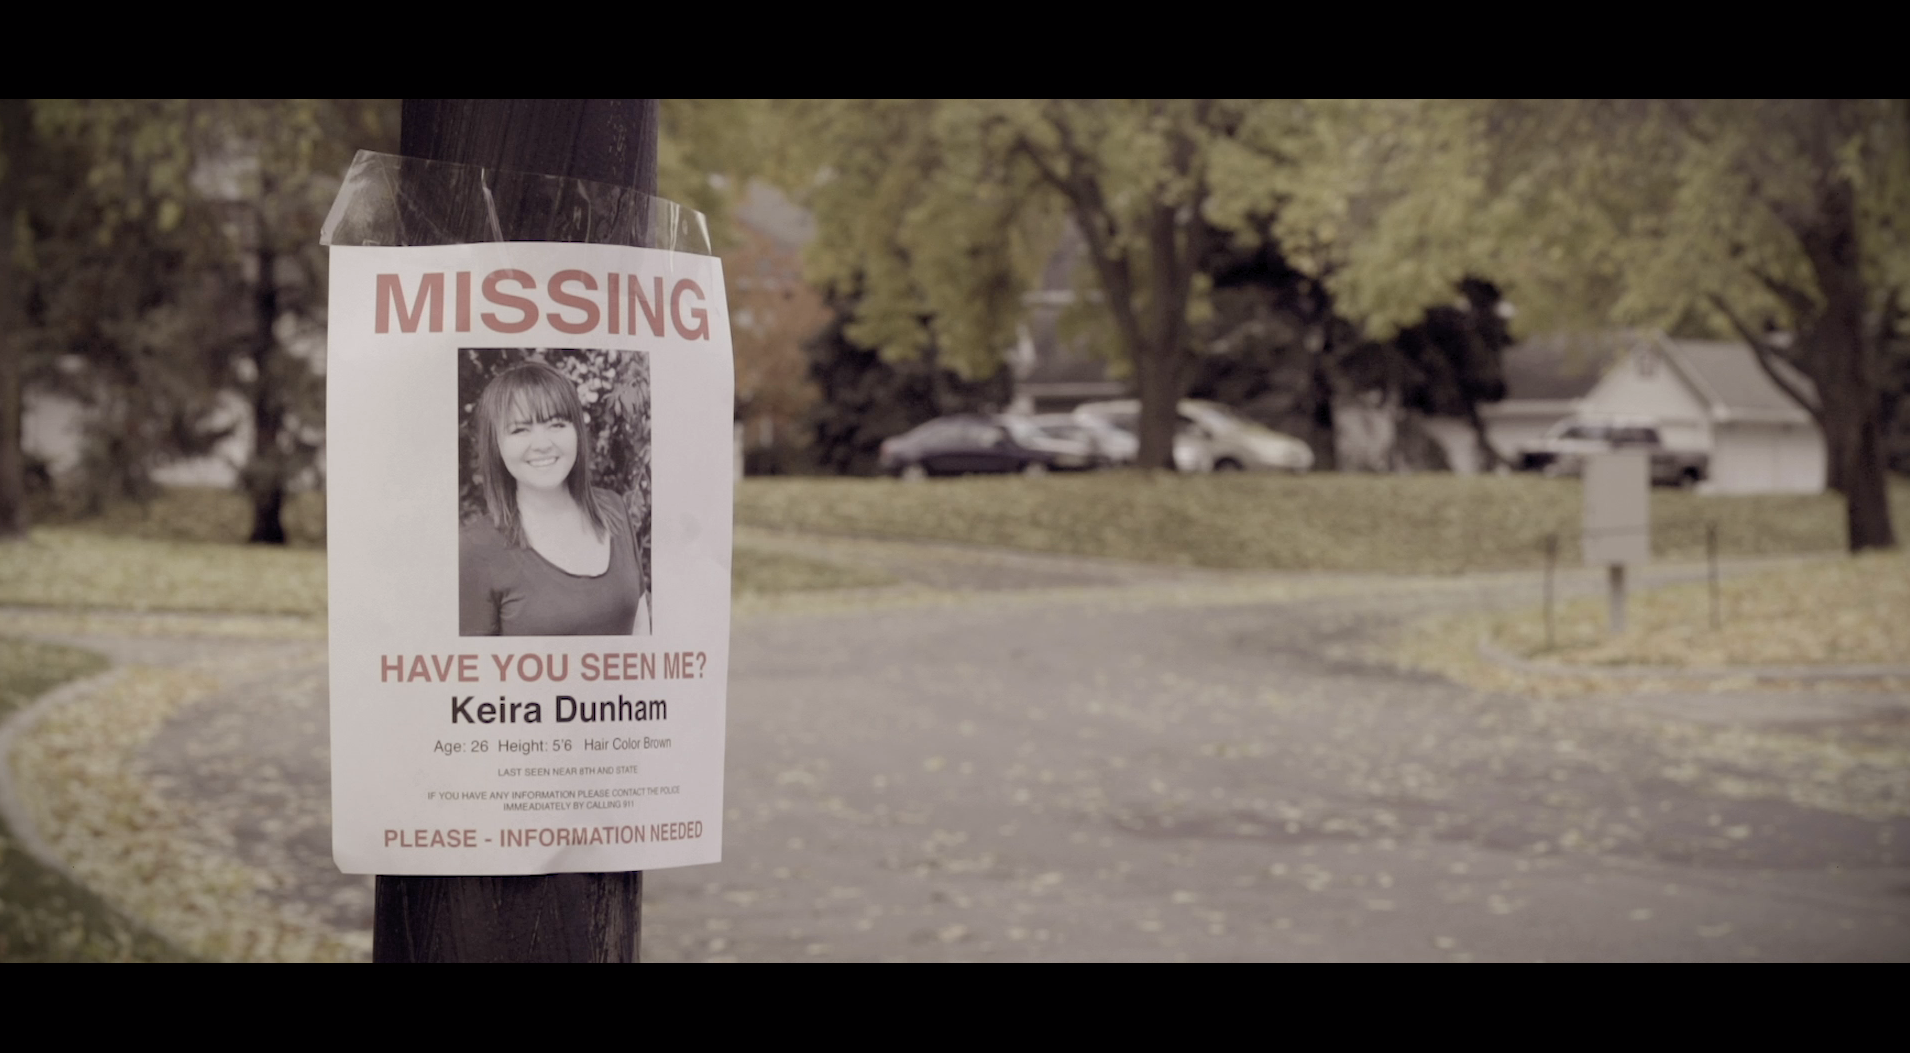 MISSING
HAVE YOU SEEN ME?
Keira Dunham
Age: 26 Height: 5'6 Hair Color Brown
LAST SEEN NEAR 8TH AND STATE
IF YOU HAVE ANY INFORMATION PLEASE CONTACT THE POLICE
IMMEADIATELY BY CALLING 911
PLEASE - INFORMATION NEEDED